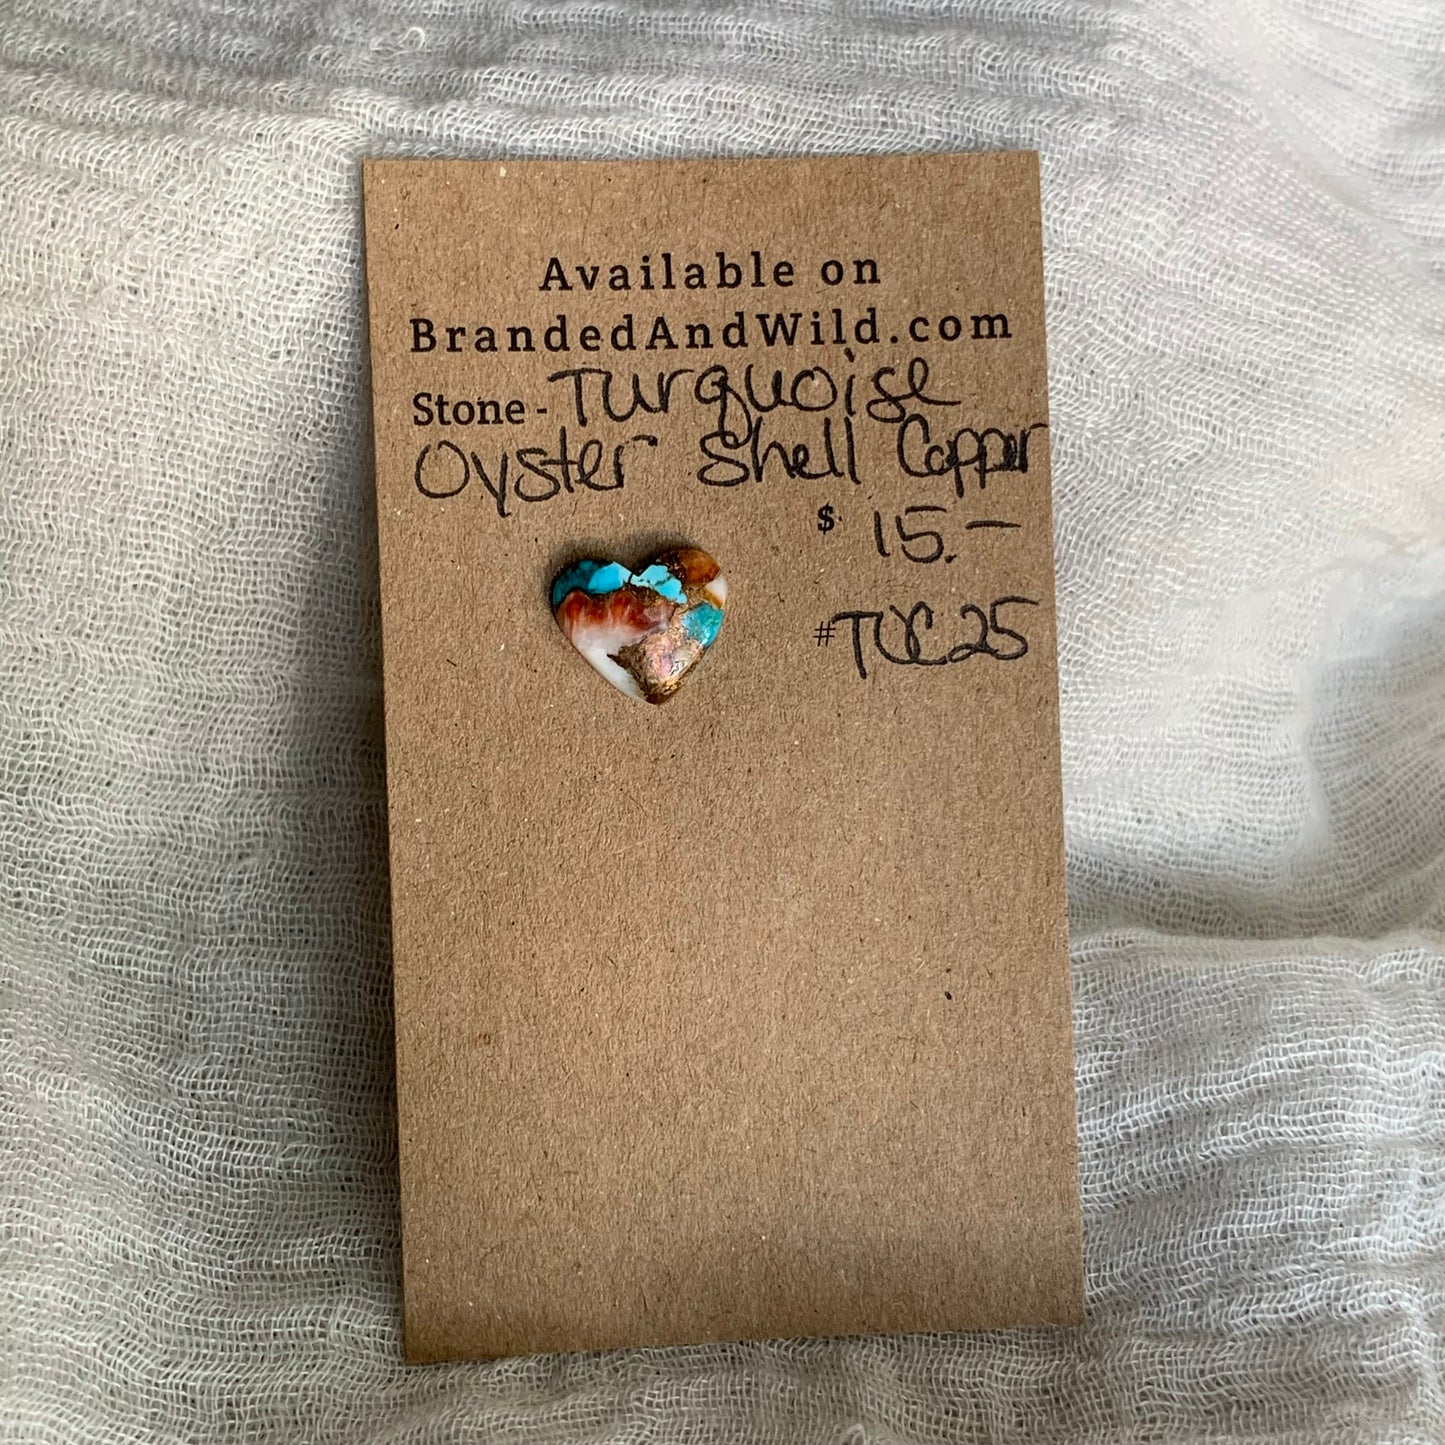 Available on
BrandedAndWild.com
Stone - Turquoise
Oyster Shell Copper
$ 15.—
#TOC25